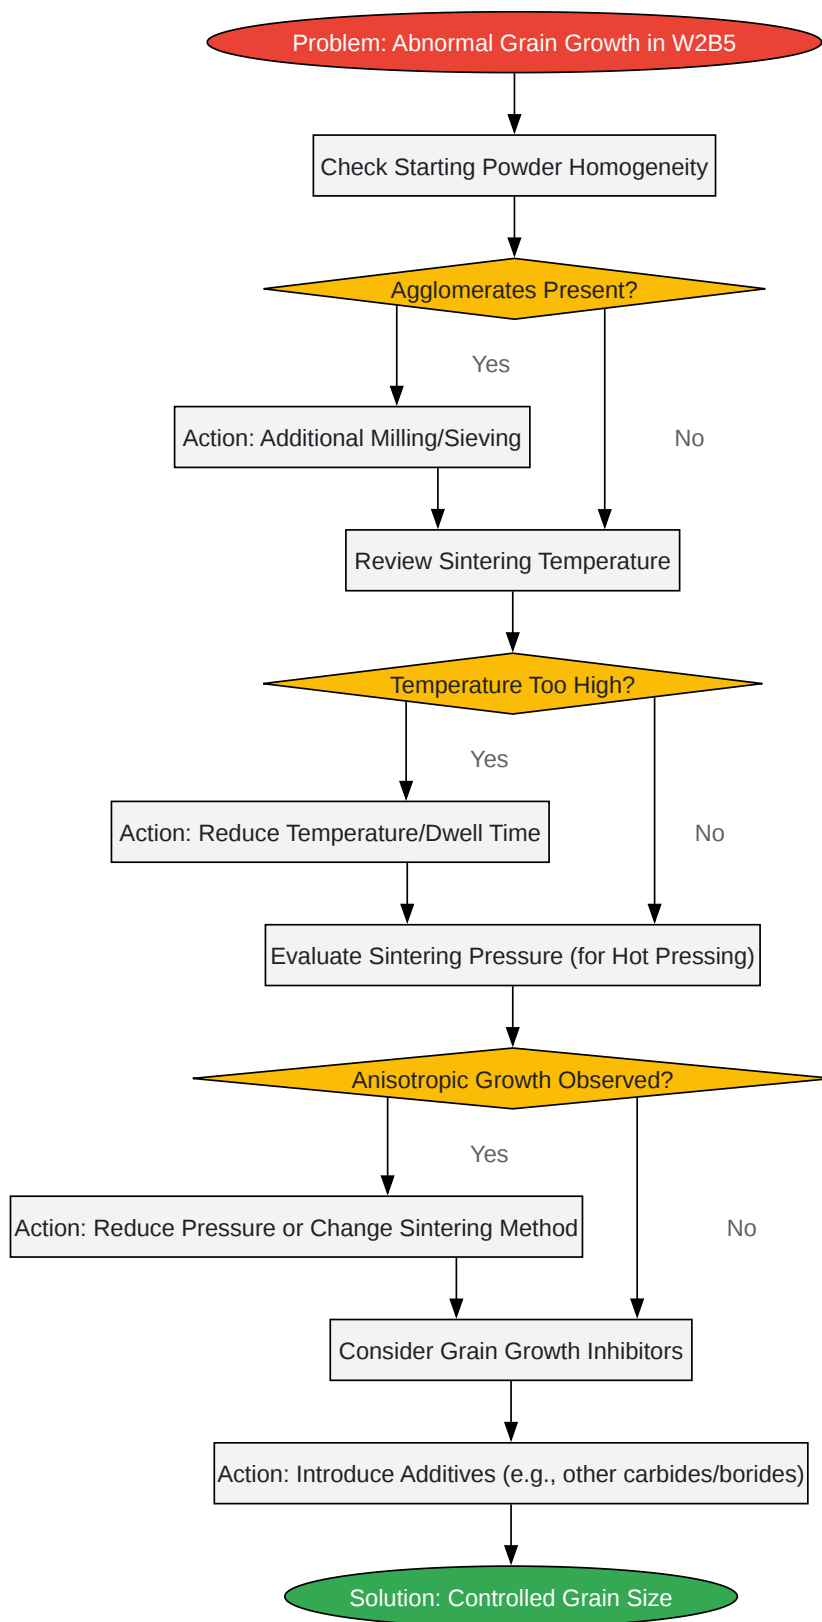 Problem: Abnormal Grain Growth in W2B5
Check Starting Powder Homogeneity
Agglomerates Present?
Yes
Action: Additional Milling/Sieving
No
Review Sintering Temperature
Temperature Too High?
Yes
Action: Reduce Temperature/Dwell Time
No
Evaluate Sintering Pressure (for Hot Pressing)
Anisotropic Growth Observed?
Yes
Action: Reduce Pressure or Change Sintering Method
No
Consider Grain Growth Inhibitors
Action: Introduce Additives (e.g., other carbides/borides)
Solution: Controlled Grain Size